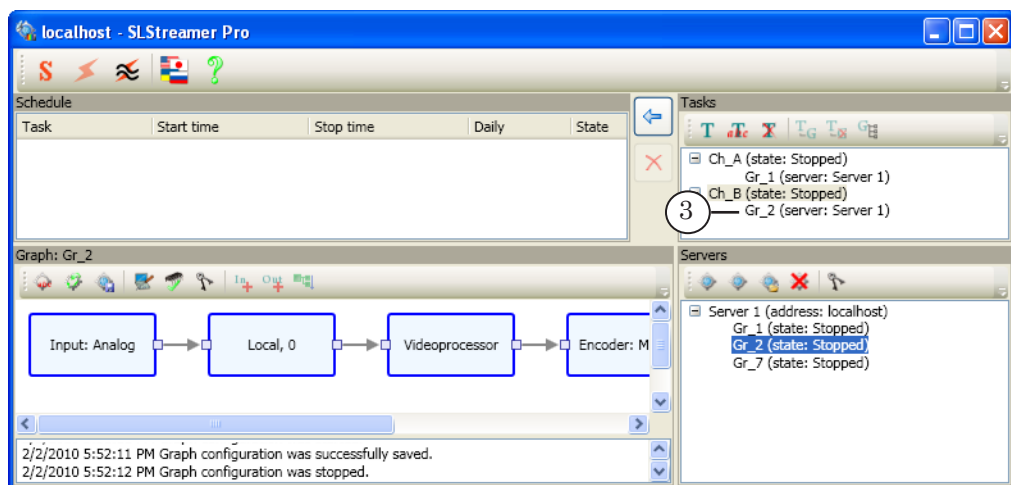 localhost - SLStreamer Pro
S
Schedule
Task Start time Stop time Daily State
Tasks
T abc T T G T G
Ch_A (state: Stopped)
Gr_1 (server: Server 1)
Ch_B (state: Stopped)
3
Gr_2 (server: Server 1)
Graph: Gr_2
In Out
Input: Analog
Local, 0
Videoprocessor
Encoder: M
Servers
Server 1 (address: localhost)
Gr_1 (state: Stopped)
Gr_2 (state: Stopped)
Gr_7 (state: Stopped)
2/2/2010 5:52:11 PM Graph configuration was successfully saved.
2/2/2010 5:52:12 PM Graph configuration was stopped.